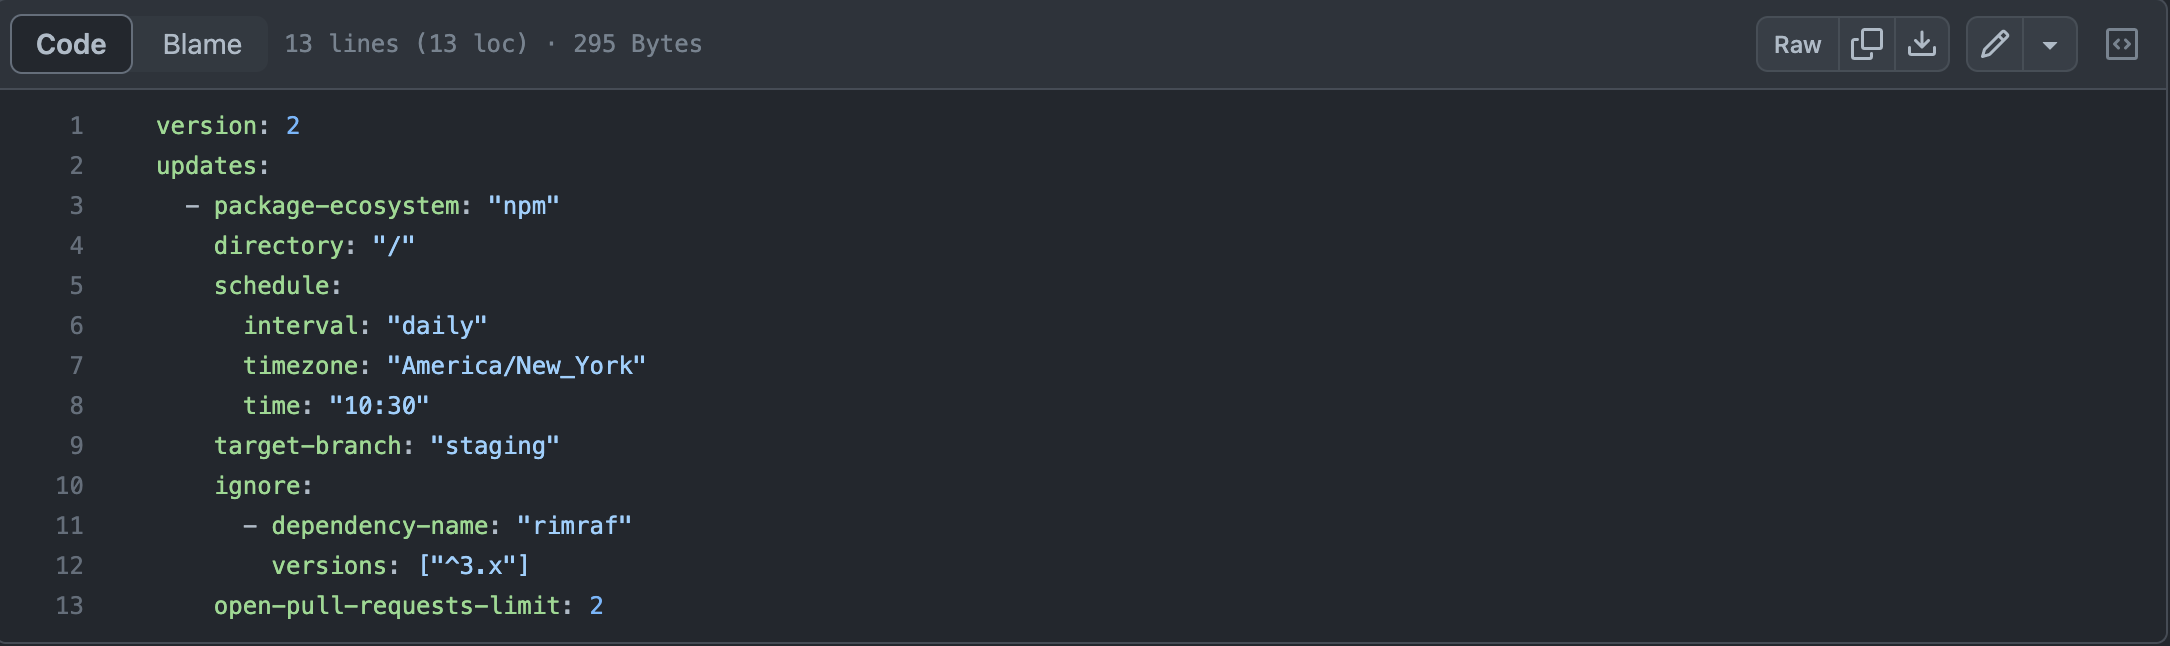 Code Blame 13 lines (13 loc) · 295 Bytes Raw
1 version: 2
2 updates:
3   - package-ecosystem: "npm"
4     directory: "/"
5     schedule:
6       interval: "daily"
7       timezone: "America/New_York"
8       time: "10:30"
9     target-branch: "staging"
10     ignore:
11       - dependency-name: "rimraf"
12         versions: ["^3.x"]
13     open-pull-requests-limit: 2